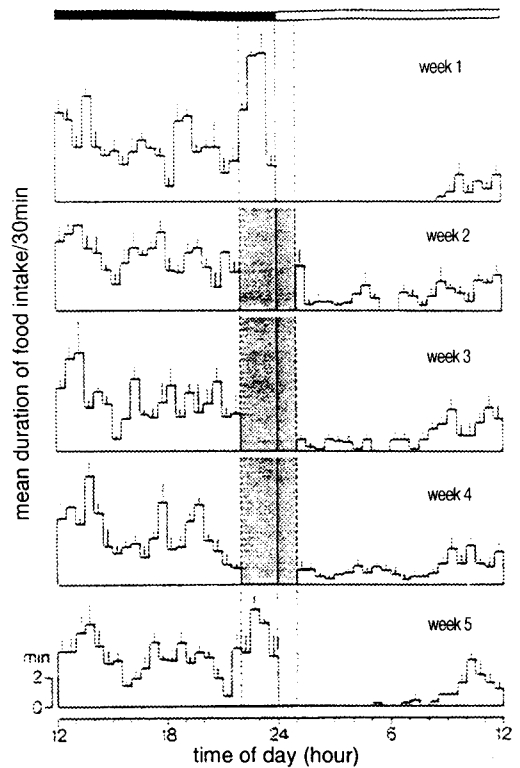 week 1
week 2
week 3
week 4
week 5
mean duration of food intake/30min
min
2
0
12 18 24 6 12
time of day (hour)